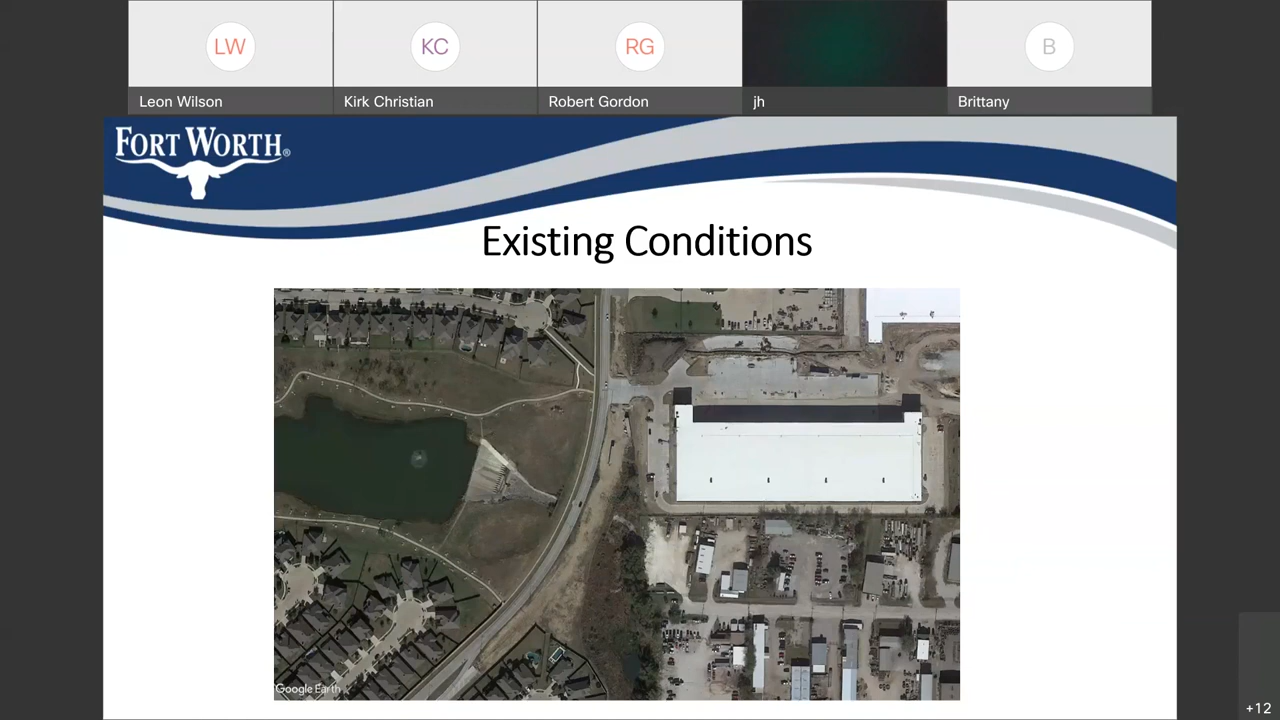 LW
KC
RG
B
Leon Wilson
Kirk Christian
Robert Gordon
jh
Brittany
FORT WORTH®
Existing Conditions
Google Earth
+12